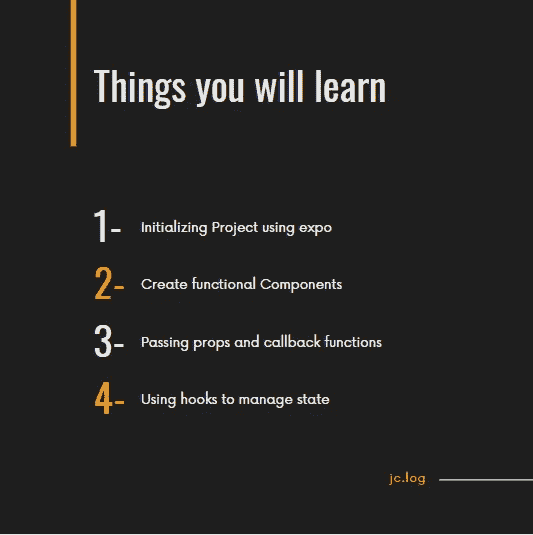 Things you will learn
1- Initializing Project using expo
2- Create functional Components
3- Passing props and callback functions
4- Using hooks to manage state
jc.log